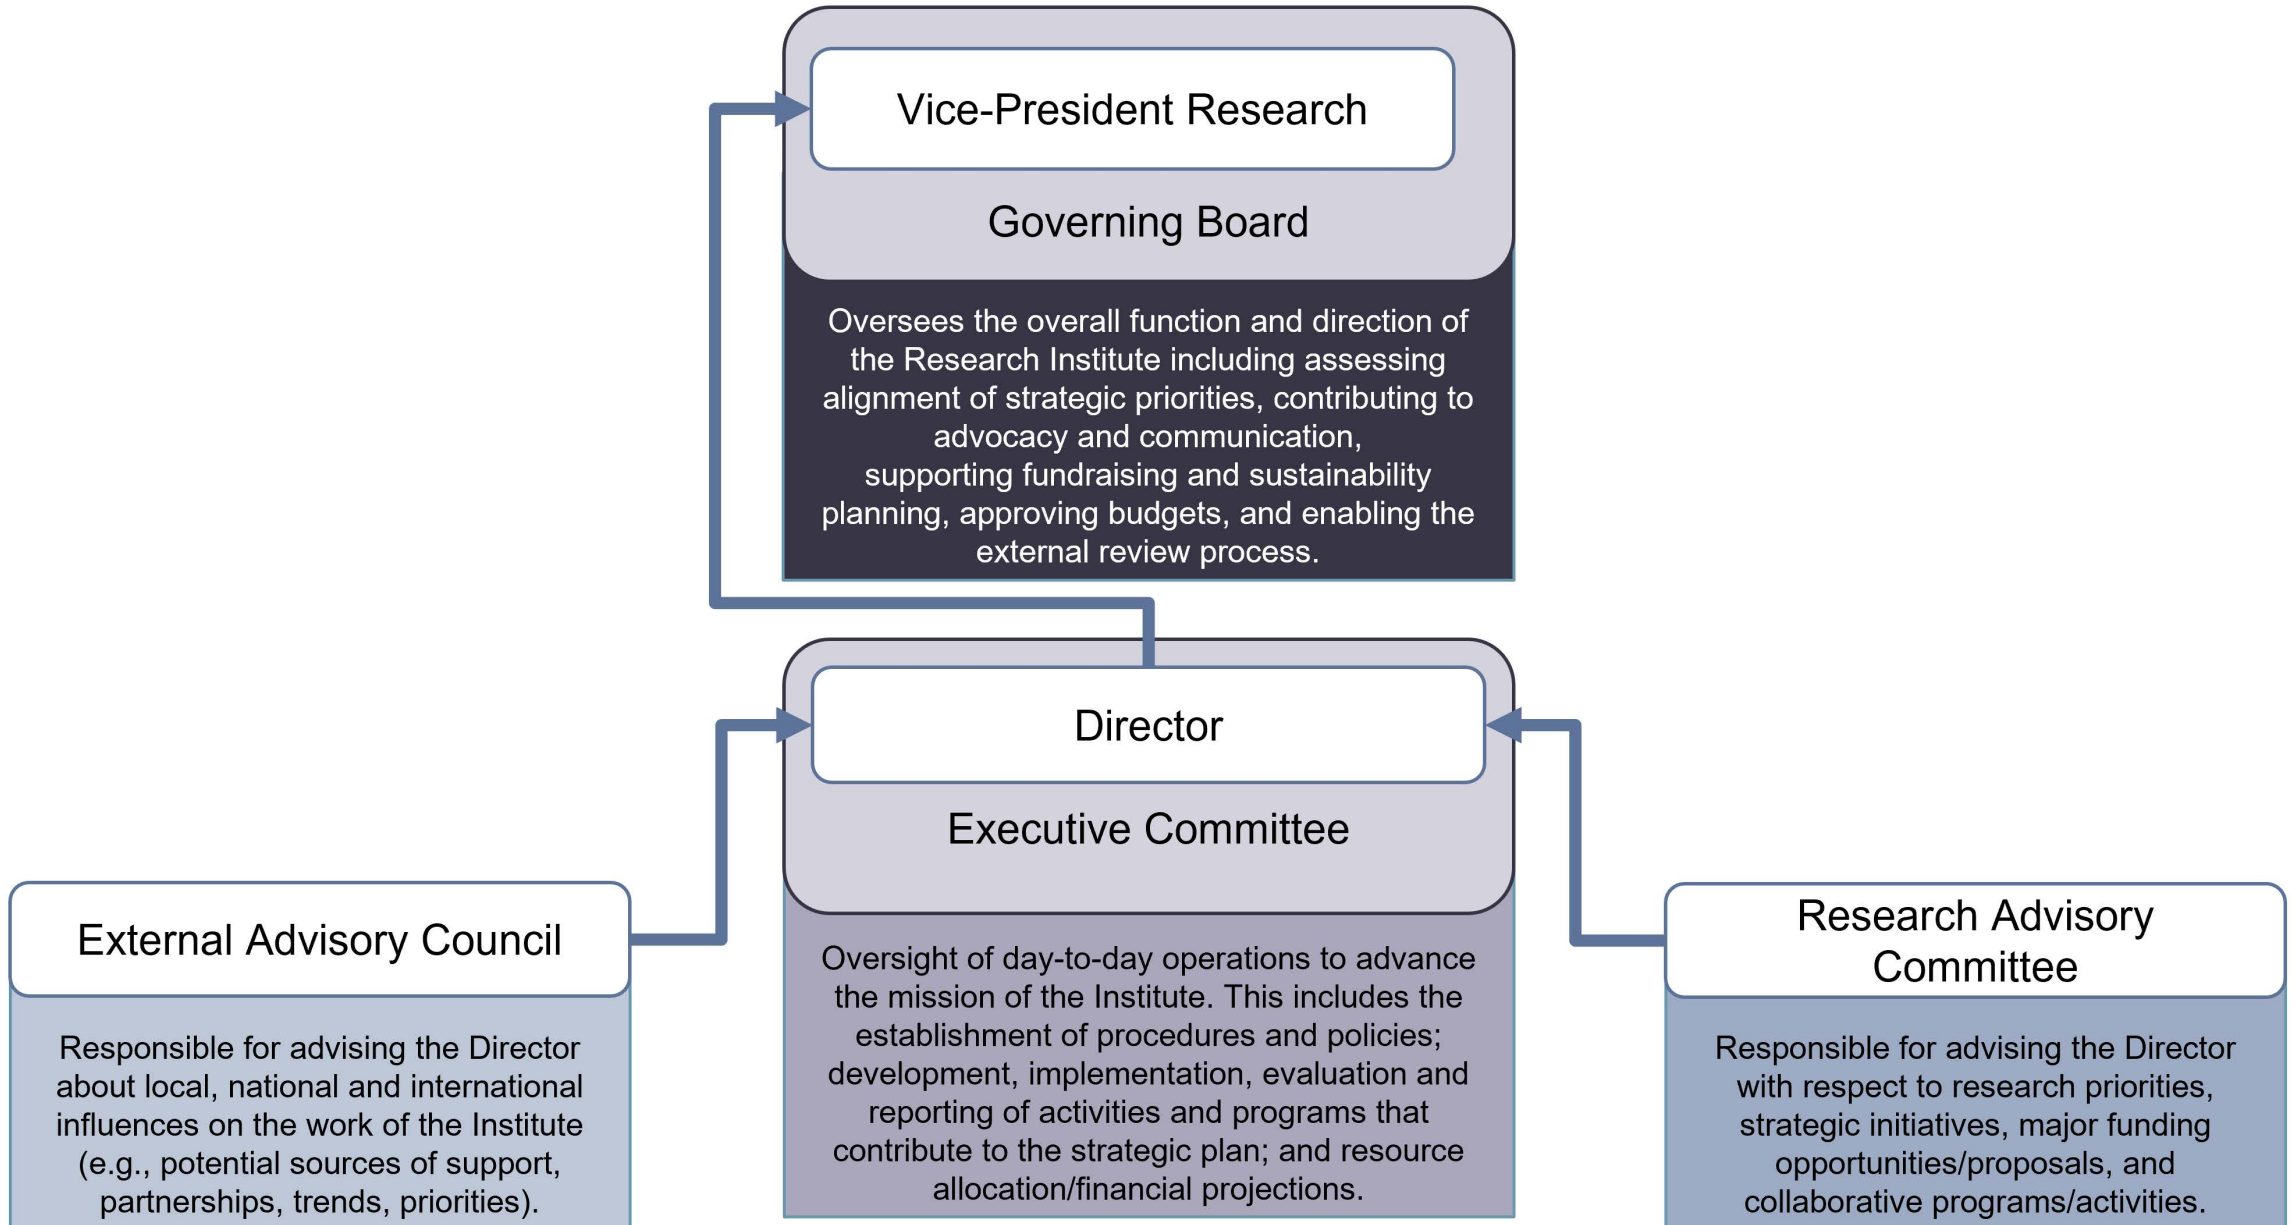 Vice-President Research
Governing Board
Oversees the overall function and direction of
the Research Institute including assessing
alignment of strategic priorities, contributing to
advocacy and communication,
supporting fundraising and sustainability
planning, approving budgets, and enabling the
external review process.
Director
Executive Committee
Oversight of day-to-day operations to advance
the mission of the Institute. This includes the
establishment of procedures and policies;
development, implementation, evaluation and
reporting of activities and programs that
contribute to the strategic plan; and resource
allocation/financial projections.
External Advisory Council
Responsible for advising the Director
about local, national and international
influences on the work of the Institute
(e.g., potential sources of support,
partnerships, trends, priorities).
Research Advisory
Committee
Responsible for advising the Director
with respect to research priorities,
strategic initiatives, major funding
opportunities/proposals, and
collaborative programs/activities.